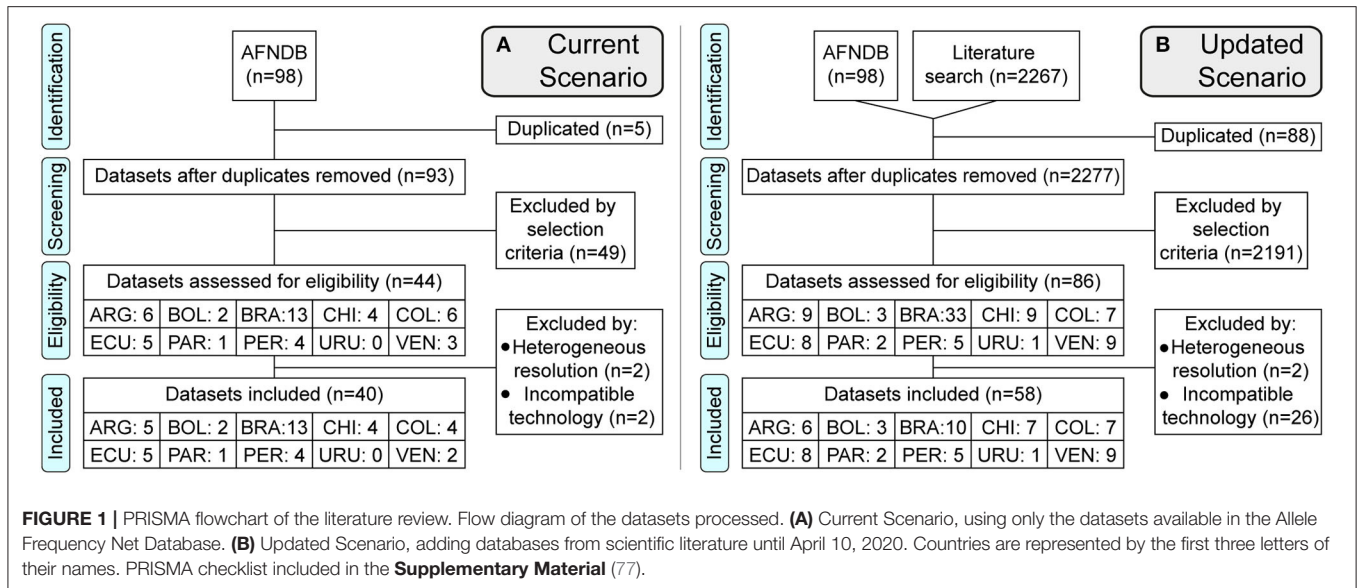 Identification
AFNDB
(n=98)
A Current
Scenario
Duplicated (n=5)
Screening
Datasets after duplicates removed (n=93)
Excluded by
selection
criteria (n=49)
Eligibility
Datasets assessed for eligibility (n=44)
ARG: 6 BOL: 2 BRA:13 CHI: 4 COL: 6
ECU: 5 PAR: 1 PER: 4 URU: 0 VEN: 3
Excluded by:
•Heterogeneous
resolution
(n=2)
• Incompatible
technology
(n=2)
Included
Datasets included (n=40)
ARG: 5 BOL: 2 BRA:13 CHI: 4 COL: 4
ECU: 5 PAR: 1 PER: 4 URU: 0 VEN: 2
Identification
AFNDB
(n=98)
Literature
search (n=2267)
B Updated
Scenario
Duplicated (n=88)
Screening
Datasets after duplicates removed (n=2277)
Excluded by
selection
criteria (n=2191)
Eligibility
Datasets assessed for eligibility (n=86)
ARG: 9 BOL: 3 BRA:33 CHI: 9 COL: 7
ECU: 8 PAR: 2 PER: 5 URU: 1 VEN: 9
Excluded by:
•Heterogeneous
resolution
(n=2)
• Incompatible
technology
(n=26)
Included
Datasets included (n=58)
ARG: 6 BOL: 3 BRA:10 CHI: 7 COL: 7
ECU: 8 PAR: 2 PER: 5 URU: 1 VEN: 9
FIGURE 1 | PRISMA flowchart of the literature review. Flow diagram of the datasets processed. (A) Current Scenario, using only the datasets available in the Allele
Frequency Net Database. (B) Updated Scenario, adding databases from scientific literature until April 10, 2020. Countries are represented by the first three letters of
their names. PRISMA checklist included in the Supplementary Material (77).